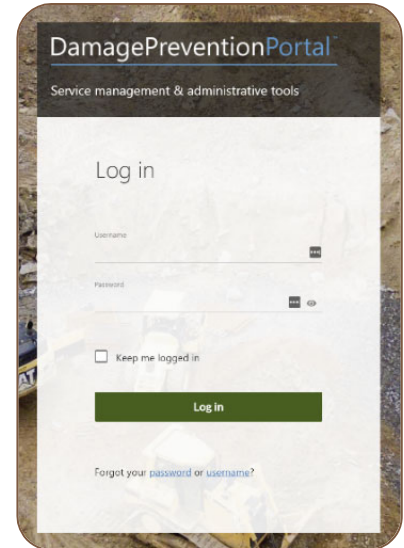 DamagePreventionPortal™
Service management & administrative tools
Log in
Username
Password
Keep me logged in
Log in
Forgot your password or username?